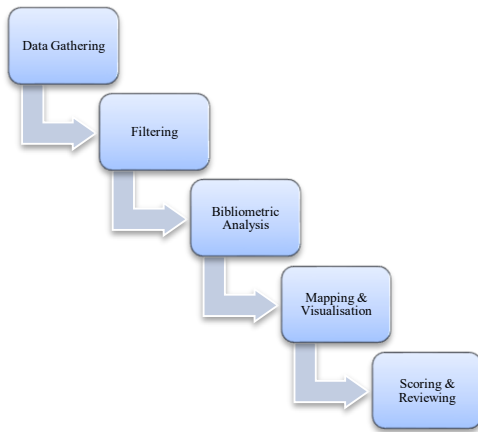 Data Gathering
Filtering
Bibliometric
Analysis
Mapping &
Visualisation
Scoring &
Reviewing